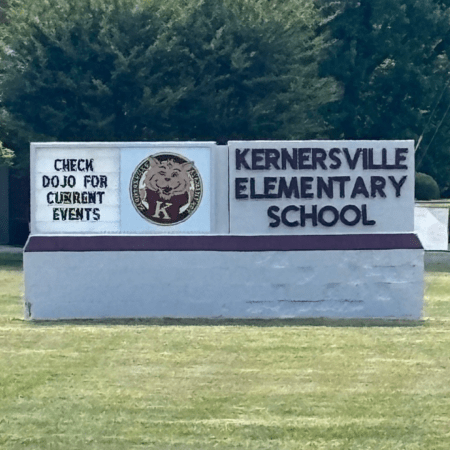 CHECK
DOJO FOR
CURRENT
EVENTS
K
KERNERSVILLE
ELEMENTARY
SCHOOL